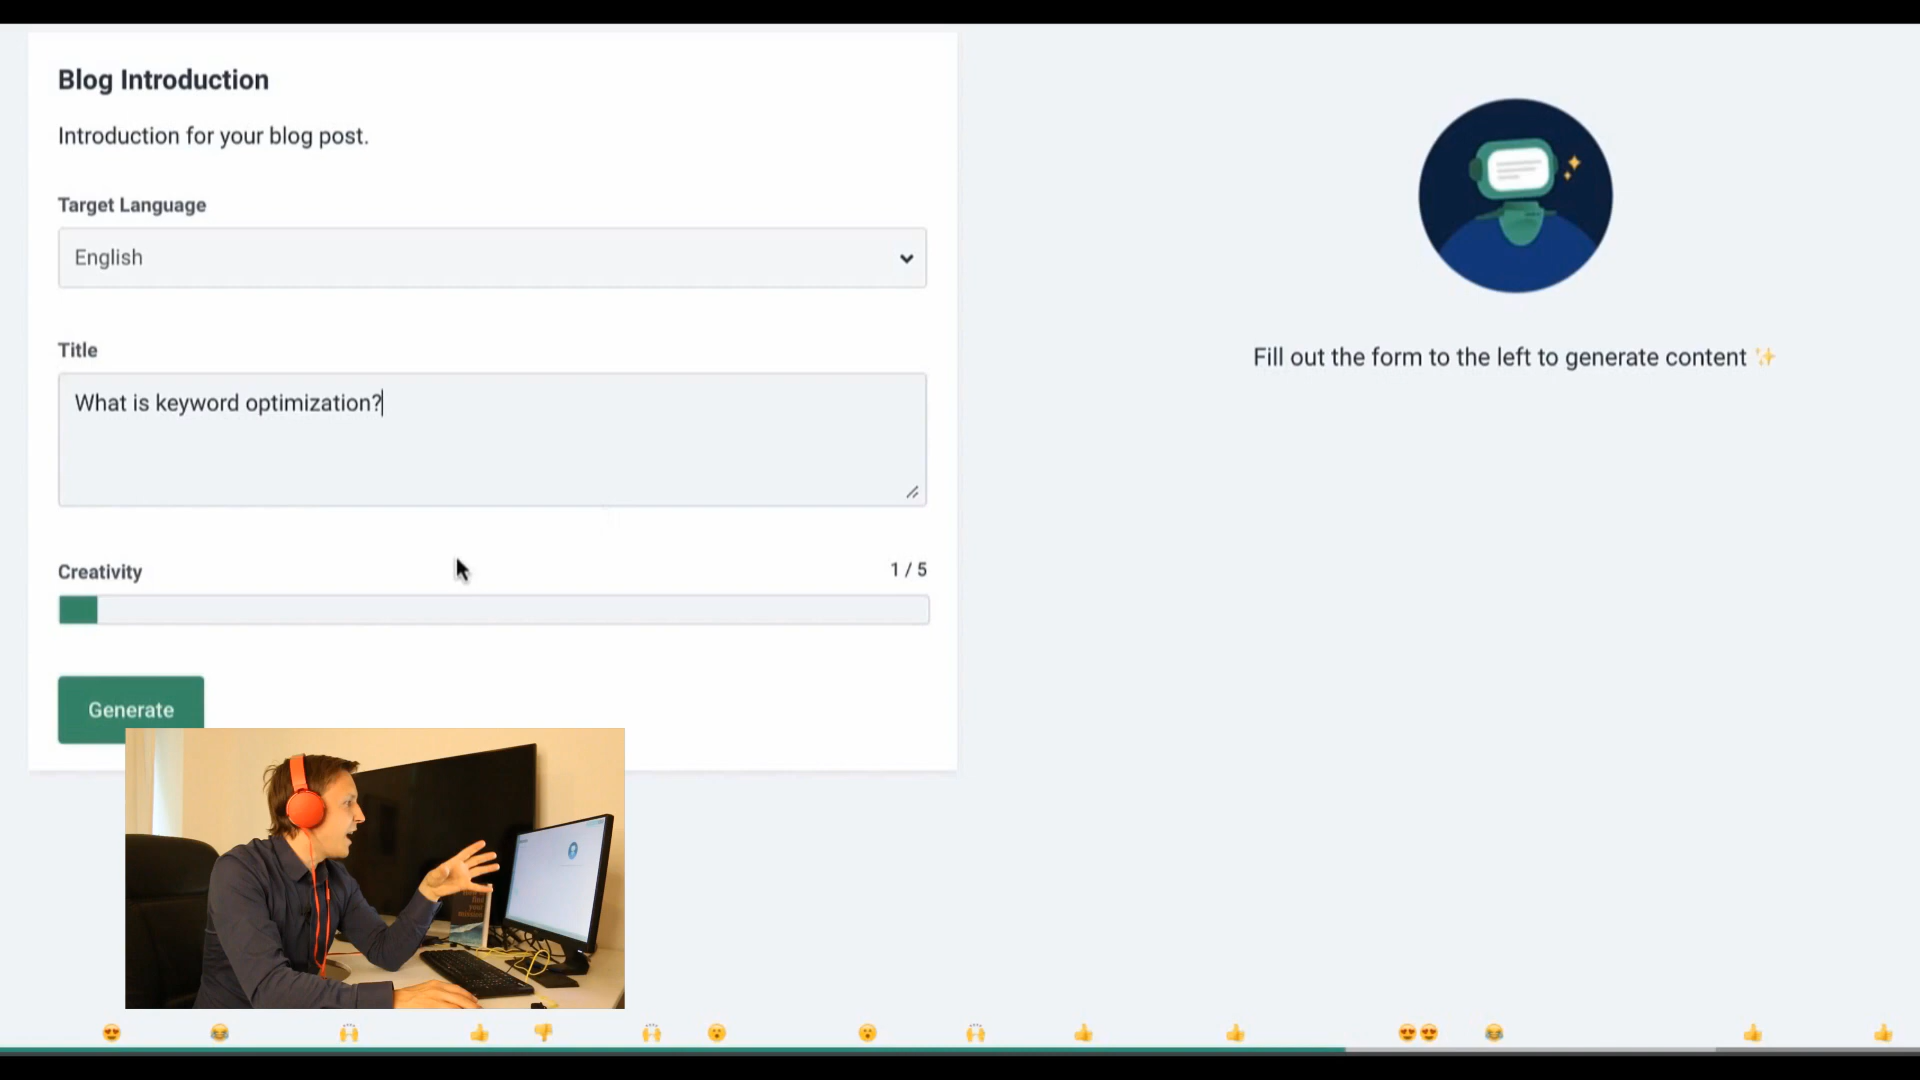 Blog Introduction
Introduction for your blog post.
Target Language
English
Title
What is keyword optimization?
Creativity
1 / 5
Generate
Fill out the form to the left to generate content ✨